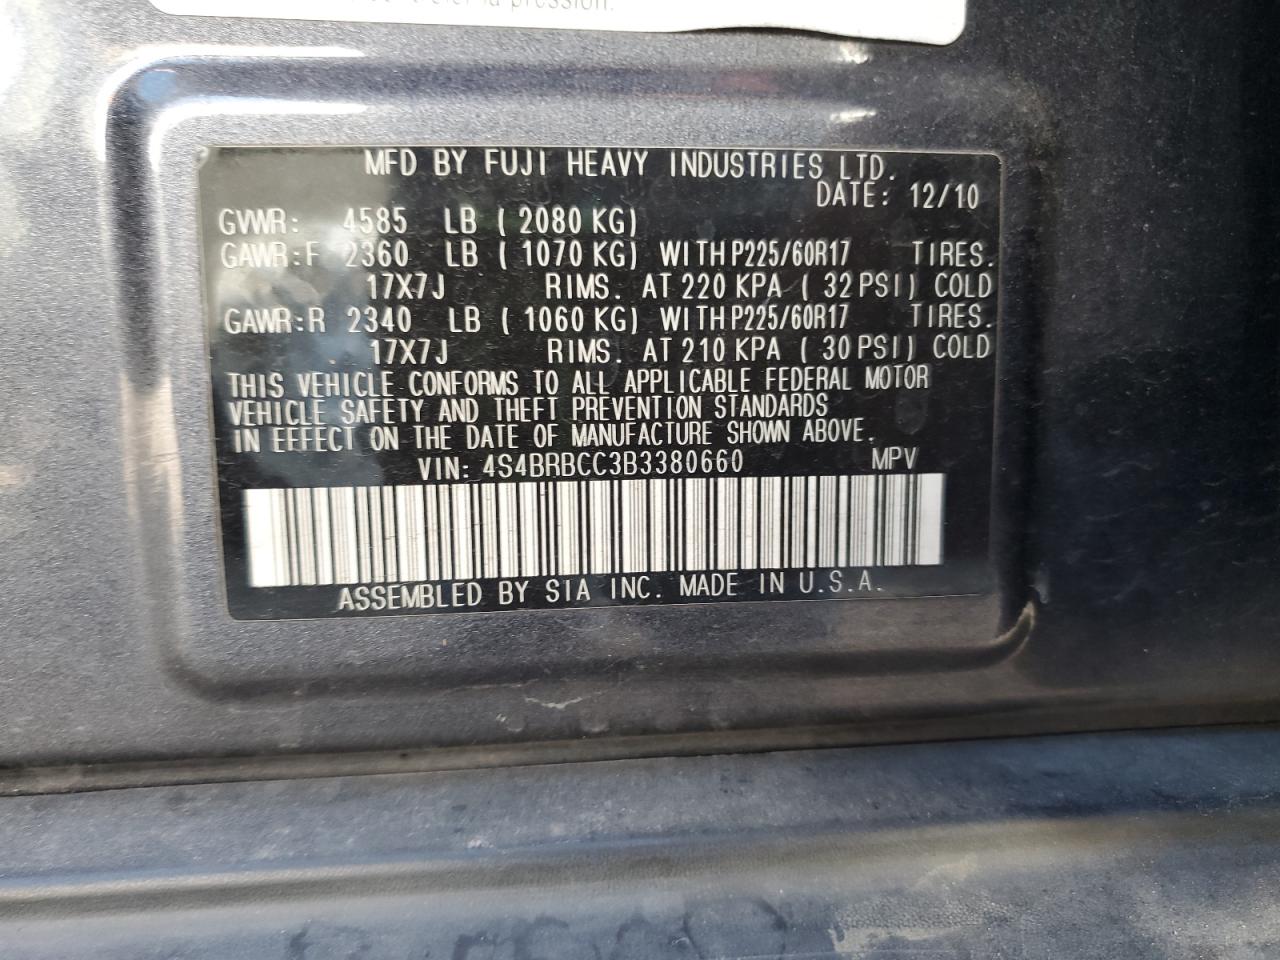 la pression.
MFD BY FUJI HEAVY INDUSTRIES LTD.
DATE: 12/10
GVWR: 4585 LB ( 2080 KG)
GAWR:F 2360 LB ( 1070 KG) WITH P225/60R17 TIRES.
17X7J RIMS. AT 220 KPA ( 32 PSI) COLD
GAWR:R 2340 LB ( 1060 KG) WITH P225/60R17 TIRES.
17X7J RIMS. AT 210 KPA ( 30 PSI) COLD
THIS VEHICLE CONFORMS TO ALL APPLICABLE FEDERAL MOTOR
VEHICLE SAFETY AND THEFT PREVENTION STANDARDS
IN EFFECT ON THE DATE OF MANUFACTURE SHOWN ABOVE.
VIN: 4S4BRBCC3B3380660 MPV
ASSEMBLED BY SIA INC. MADE IN U.S.A.